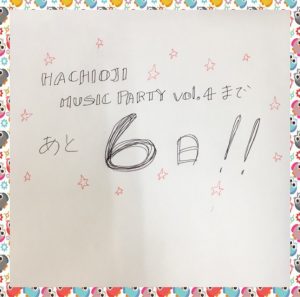 HACHIOJI
MUSIC PARTY vol.4 まで
あと 6日!!